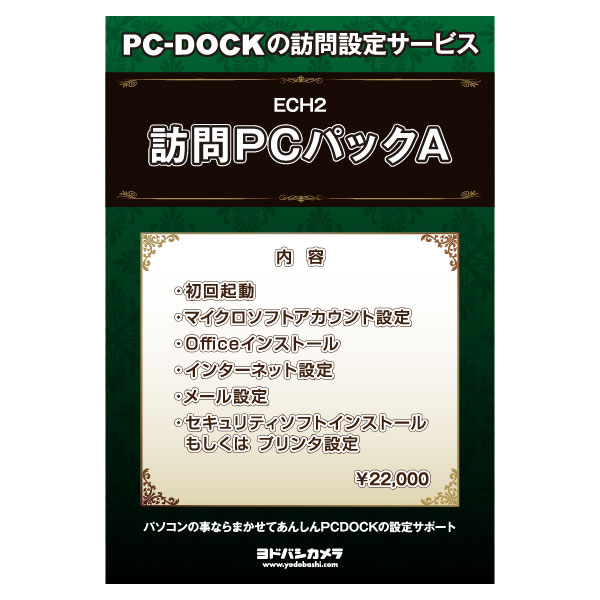 PC-DOCKの訪問設定サービス
ECH2
訪問PCパックA
内 容
・初回起動
・マイクロソフトアカウント設定
・Officeインストール
・インターネット設定
・メール設定
・セキュリティソフトインストール
もしくは プリンタ設定
¥22,000
パソコンの事ならまかせてあんしんPCDOCKの設定サポート
ヨドバシカメラ
www.yodobashi.com